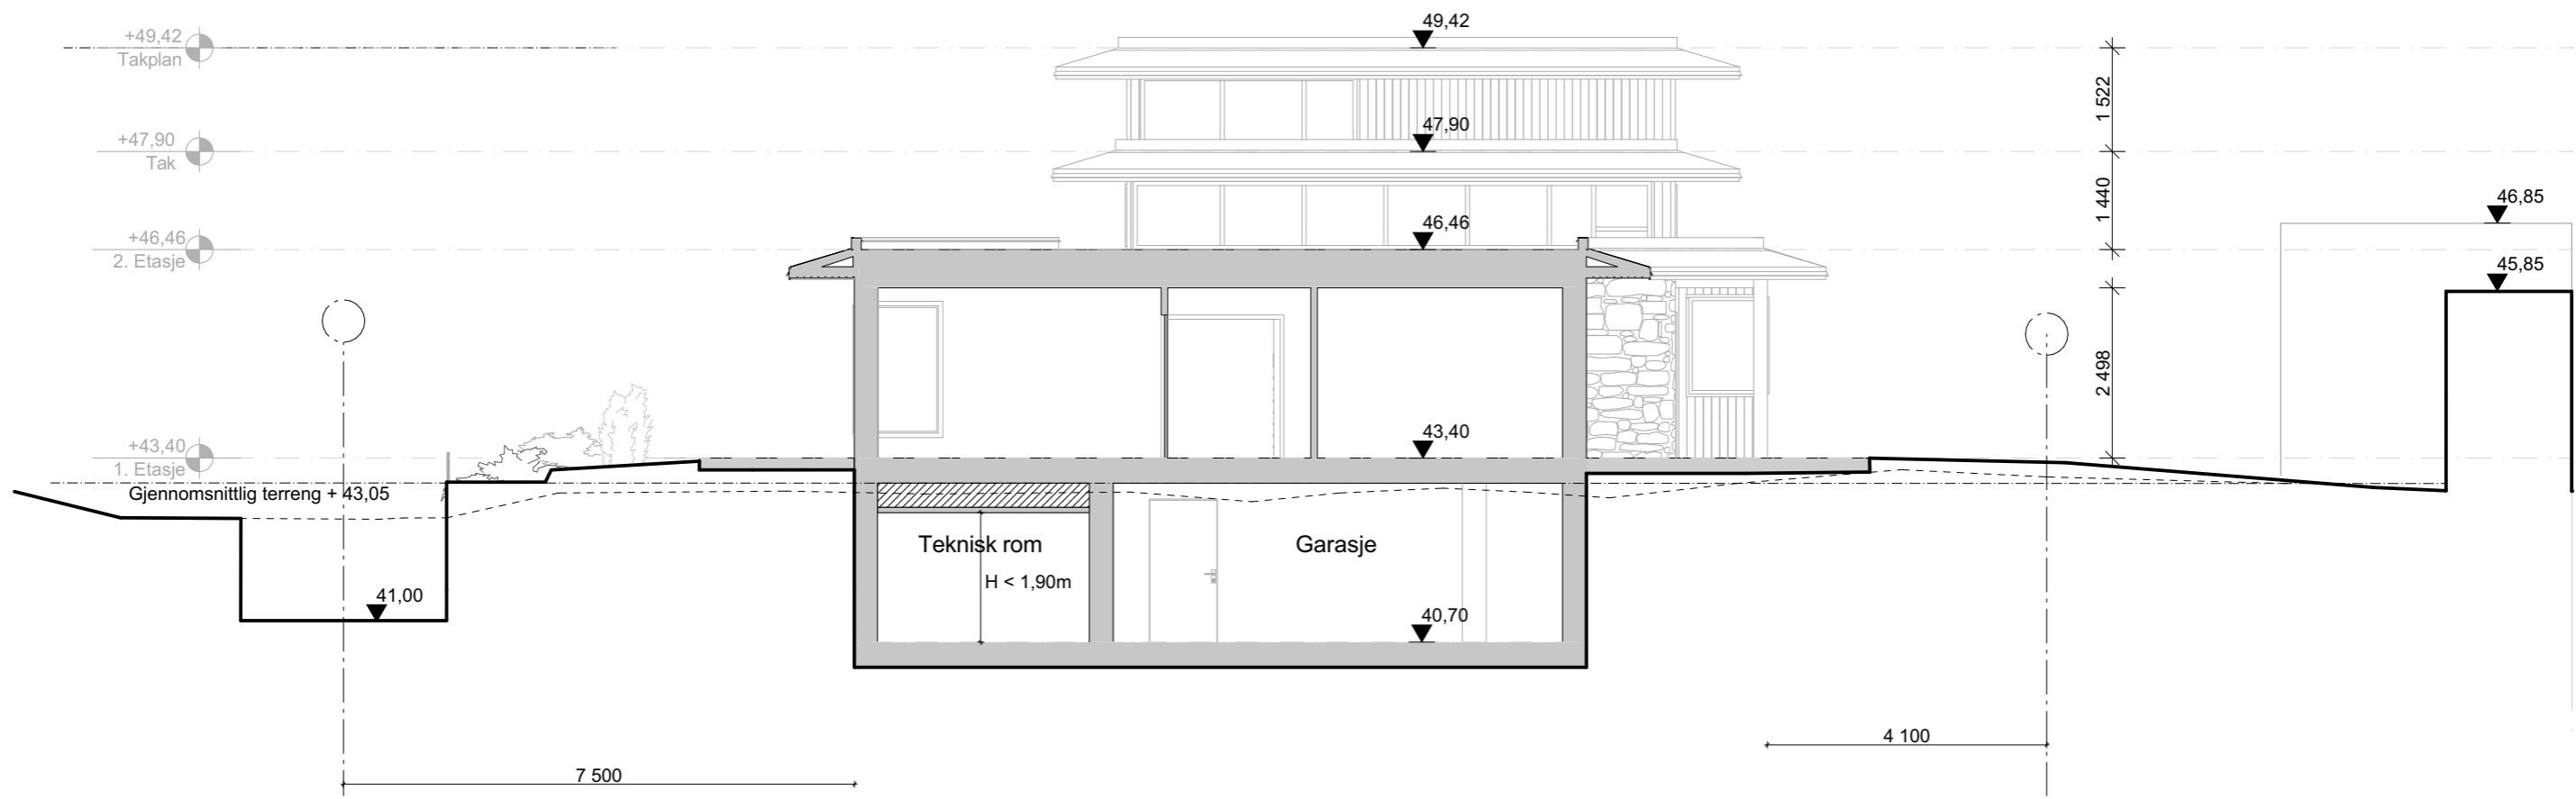 49,42
+49,42
Takplan
1 522
+47,90
Tak
47,90
1 440
46,85
+46,46
2. Etasje
46,46
45,85
2 498
+43,40
1. Etasje
43,40
Gjennomsnittlig terreng + 43,05
Teknisk rom
Garasje
H < 1,90m
41,00
40,70
4 100
7 500